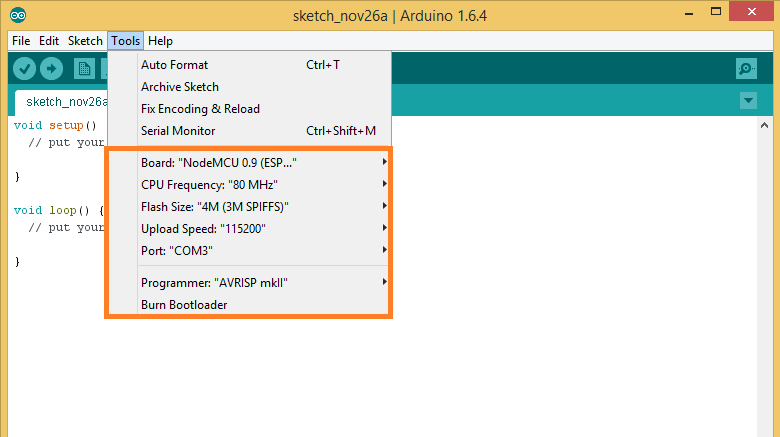 sketch_nov26a | Arduino 1.6.4
File Edit Sketch Tools Help
Auto Format Ctrl+T
Archive Sketch
Fix Encoding & Reload
Serial Monitor Ctrl+Shift+M
Board: "NodeMCU 0.9 (ESP..."
CPU Frequency: "80 MHz"
Flash Size: "4M (3M SPIFFS)"
Upload Speed: "115200"
Port: "COM3"
Programmer: "AVRISP mkII"
Burn Bootloader
sketch_nov26a
void setup()
// put your
}
void loop() {
// put your
}